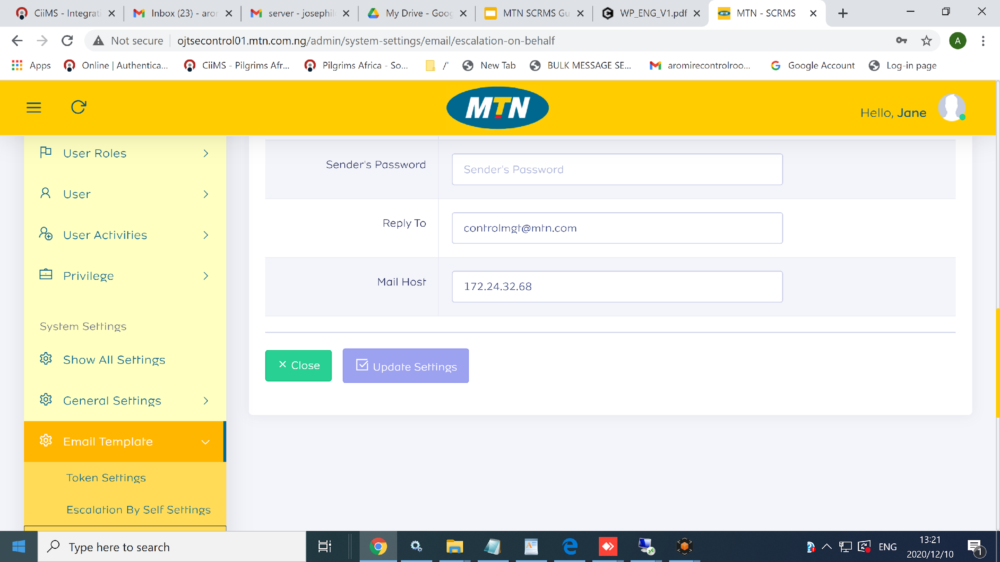 CiiMS - Integrati
Inbox (23) - aror
server - josephilo
My Drive - Goog
MTN SCRMS Gu
WP_ENG_V1.pdf
MTN - SCRMS
Not secure
ojtsecontrol01.mtn.com.ng/admin/system-settings/email/escalation-on-behalf
A
Apps
Online | Authentica...
CiiMS - Pilgrims Afr...
Pilgrims Africa - So...
/'
New Tab
BULK MESSAGE SE...
aromirecontrolroo...
Google Account
Log-in page
MTN
Hello, Jane
User Roles
User
User Activities
Privilege
System Settings
Show All Settings
General Settings
Email Template
Token Settings
Escalation By Self Settings
Sender's Password
Sender's Password
Reply To
controlmgt@mtn.com
Mail Host
172.24.32.68
Close
Update Settings
Type here to search
ENG
13:21
2020/12/10
1